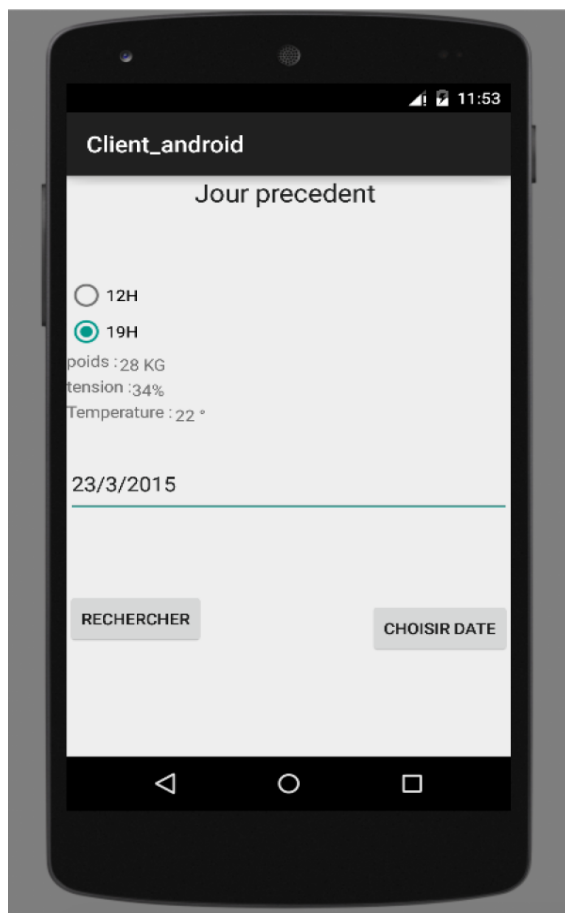 11:53
Client_android
Jour precedent
12H
19H
poids : 28 KG
tension : 34%
Temperature : 22 °
23/3/2015
RECHERCHER
CHOISIR DATE